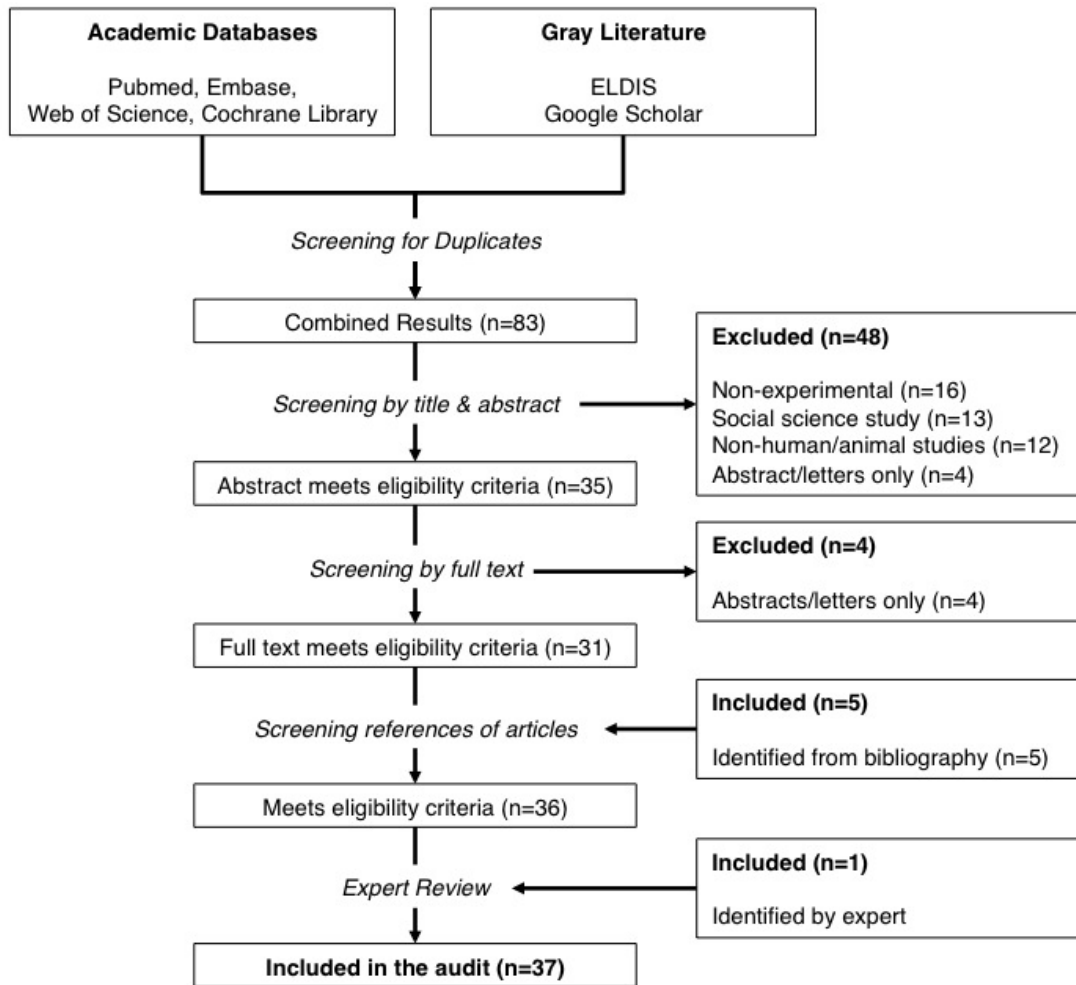 Academic Databases
Pubmed, Embase,
Web of Science, Cochrane Library
Gray Literature
ELDIS
Google Scholar
Screening for Duplicates
Combined Results (n=83)
Screening by title & abstract
Excluded (n=48)
Non-experimental (n=16)
Social science study (n=13)
Non-human/animal studies (n=12)
Abstract/letters only (n=4)
Abstract meets eligibility criteria (n=35)
Screening by full text
Excluded (n=4)
Abstracts/letters only (n=4)
Full text meets eligibility criteria (n=31)
Screening references of articles
Included (n=5)
Identified from bibliography (n=5)
Meets eligibility criteria (n=36)
Expert Review
Included (n=1)
Identified by expert
Included in the audit (n=37)